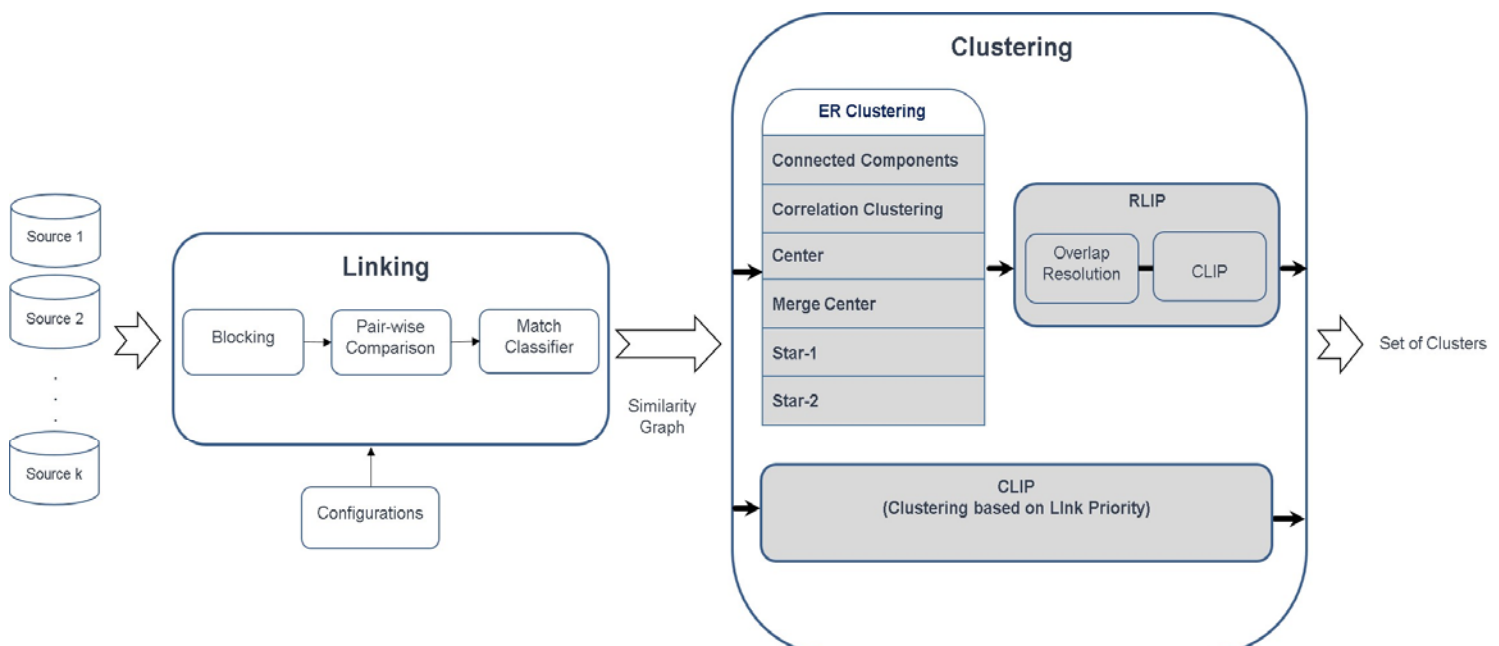 Source 1
Source 2
.
.
.
Source k
Linking
Blocking
Pair-wise
Comparison
Match
Classifier
Configurations
Similarity
Graph
Clustering
ER Clustering
Connected Components
Correlation Clustering
Center
Merge Center
Star-1
Star-2
RLIP
Overlap
Resolution
CLIP
CLIP
(Clustering based on LInk Priority)
Set of Clusters